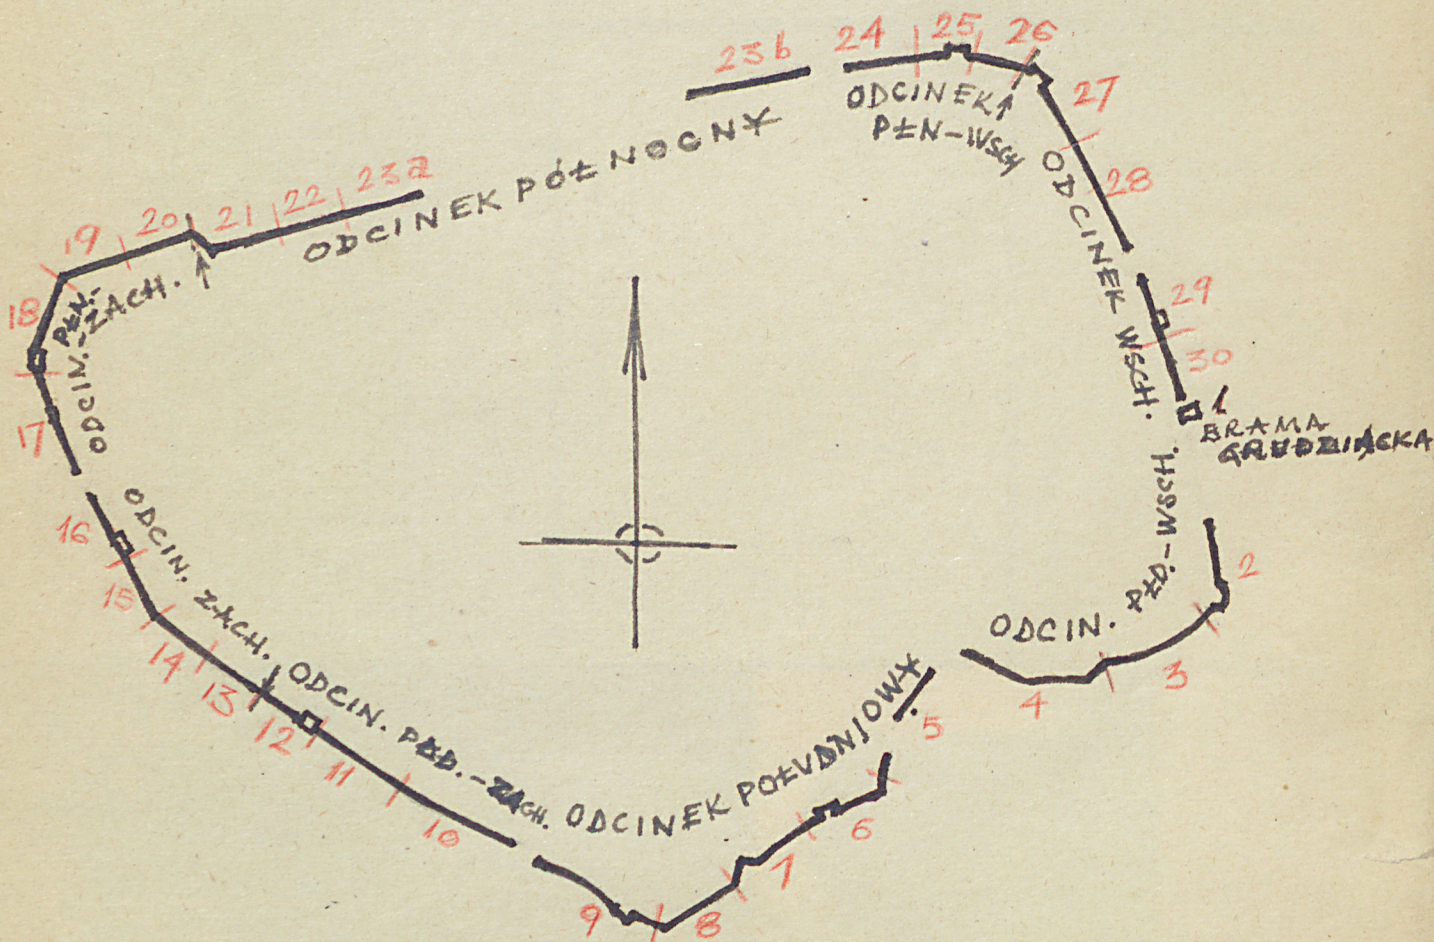 23b
24
25
26
27
28
29
30
1
BRAMA
GRUDZIĄCKA
2
3
4
5
6
7
8
9
10
11
12
13
14
15
16
17
18
19
20
21
22
23a
ODCINEK PÓŁNOCNY
ODCINEK
PŁN-WSCH
ODCINEK WSCH.
ODCIN. PŁD.-WSCH.
ODCINEK POŁUDNIOWY
ODCIN. PŁD.-ZACH.
ODCIN. ZACH.
ODCIN. PŁN.-
-ZACH.